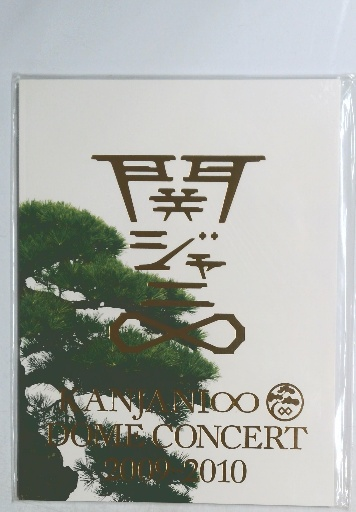 関
ジャニ
∞
KANJANI∞
DOME CONCERT
2009-2010